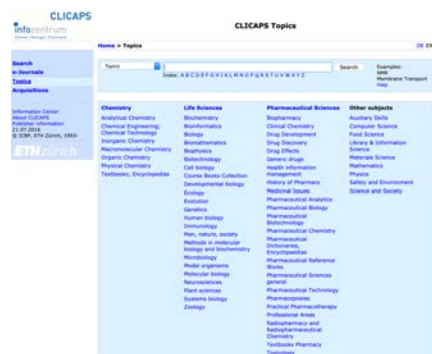 CLICAPS
infozentrum
CLICAPS Topics
Home > Topics
DE EN
Search
e-Journals
Topics
Acquisitions
Information Center
About CLICAPS
Publisher information
21.07.2016
© ICBP, ETH Zürich, 1993-
ETH zürich
Topics
Search
Index: A B C D E F G H I K L M N O P Q R S T U V W X Y Z
Examples:
NMR
Membrane Transport
Help
Chemistry
Analytical Chemistry
Chemical Engineering;
Chemical Technology
Inorganic Chemistry
Macromolecular Chemistry
Organic Chemistry
Physical Chemistry
Textbooks; Encyclopedias
Life Sciences
Biochemistry
Bioinformatics
Biology
Biomathematics
Biophysics
Biotechnology
Cell biology
Course Books Collection
Developmental biology
Ecology
Evolution
Genetics
Human biology
Immunology
Man, nature, society
Methods in molecular
biology and biochemistry
Microbiology
Model organisms
Molecular biology
Neurosciences
Plant sciences
Systems biology
Zoology
Pharmaceutical Sciences
Biopharmacy
Clinical Chemistry
Drug Development
Drug Discovery
Drug Effects
Generic drugs
Health information
management
History of Pharmacy
Medicinal Issues
Pharmaceutical Analytics
Pharmaceutical Biology
Pharmaceutical
Biotechnology
Pharmaceutical Chemistry
Pharmaceutical
Dictionaries,
Encyclopaedias
Pharmaceutical Reference
Works
Pharmaceutical Sciences
general
Pharmaceutical Technology
Pharmacopoeias
Practical Pharmacotherapy
Professional Areas
Radiopharmacy and
Radiopharmaceutical
Chemistry
Textbooks Pharmacy
Toxicology
Other subjects
Auxiliary Skills
Computer Science
Food Science
Library & Information
Science
Materials Science
Mathematics
Physics
Safety and Environment
Science and Society